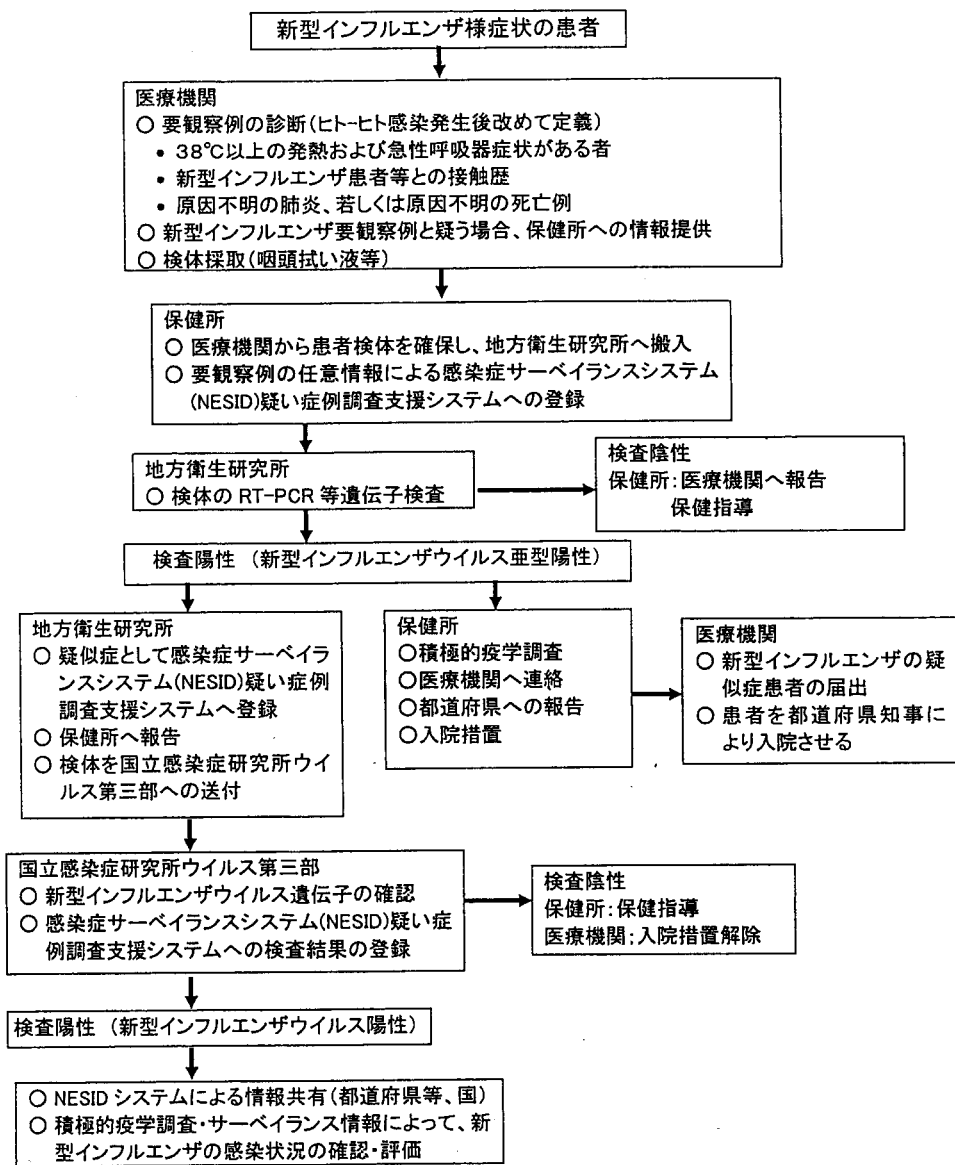 新型インフルエンザ様症状の患者
医療機関
○ 要観察例の診断(ヒト-ヒト感染発生後改めて定義)
• 38℃以上の発熱および急性呼吸器症状がある者
• 新型インフルエンザ患者等との接触歴
• 原因不明の肺炎、若しくは原因不明の死亡例
○ 新型インフルエンザ要観察例と疑う場合、保健所への情報提供
○ 検体採取(咽頭拭い液等)
保健所
○ 医療機関から患者検体を確保し、地方衛生研究所へ搬入
○ 要観察例の任意情報による感染症サーベイランスシステム
(NESID)疑い症例調査支援システムへの登録
地方衛生研究所
○ 検体の RT-PCR 等遺伝子検査
検査陰性
保健所:医療機関へ報告
保健指導
検査陽性 (新型インフルエンザウイルス亜型陽性)
地方衛生研究所
○ 疑似症として感染症サーベイラ
ンスシステム(NESID)疑い症例
調査支援システムへ登録
○ 保健所へ報告
○ 検体を国立感染症研究所ウイ
ルス第三部への送付
保健所
○積極的疫学調査
○医療機関へ連絡
○都道府県への報告
○入院措置
医療機関
○ 新型インフルエンザの疑
似症患者の届出
○ 患者を都道府県知事に
より入院させる
国立感染症研究所ウイルス第三部
○ 新型インフルエンザウイルス遺伝子の確認
○ 感染症サーベイランスシステム(NESID)疑い症
例調査支援システムへの検査結果の登録
検査陰性
保健所:保健指導
医療機関;入院措置解除
検査陽性 (新型インフルエンザウイルス陽性)
○ NESID システムによる情報共有(都道府県等、国)
○ 積極的疫学調査・サーベイランス情報によって、新
型インフルエンザの感染状況の確認・評価